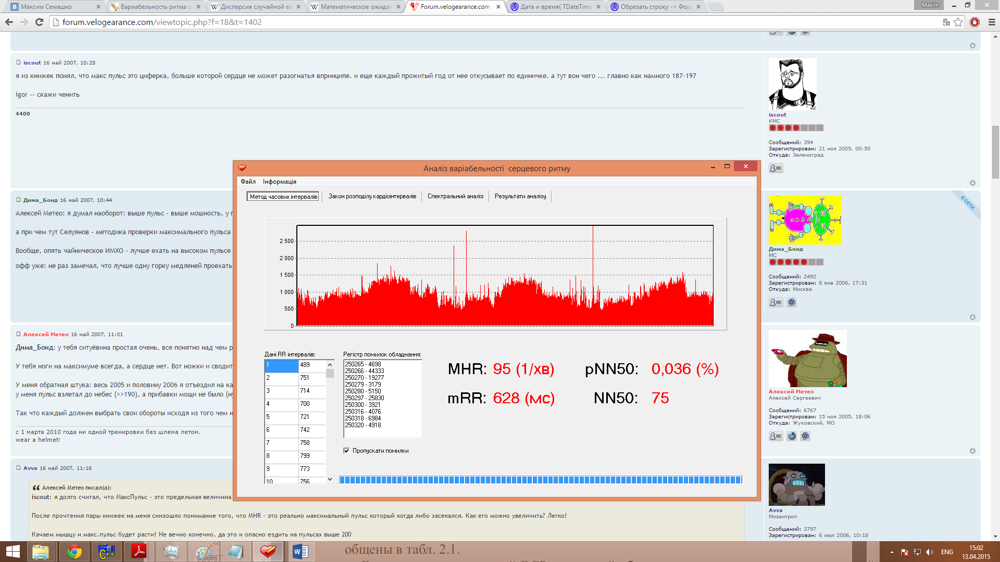 Максим Семашко
Вариабельность ритма с
Дисперсия случайной ве
Математическое ожидан
Forum.velogearance.com
Дата и время( TDateTime
Обрезать строку -> Фору
Maxim
forum.velogearance.com/viewtopic.php?f=18&t=1402
iscout 16 май 2007, 10:28
я из книжек понял, что макс пульс это циферка, больше которой сердце не может разогнатья впринципе. и еще каждый прожитый год от нее откусывает по единичке. а тут вон чего ... главно как намного 187-197
igor -- скажи ченить
4400
iscout
КМС
Сообщений: 394
Зарегистрирован: 21 ноя 2005, 00:50
Откуда: Зеленоград
лс
Дима_Бонд 16 май 2007, 10:44
Алексей Метео: я думал наоборот: выше пульс - выше мошность, у г
а при чем тут Селуянов - методика проверки максимального пульса
Вообще, опять чайническое ИМХО - лучше ехать на высоком пульсе
офф уже: не раз замечал, что лучше одну горку медленей проехать
В СЕТИ
Дима_Бонд
МС
Сообщений: 2492
Зарегистрирован: 8 янв 2006, 17:31
Откуда: Москва
лс
Алексей Метео 16 май 2007, 11:01
Дима_Бонд: у тебя ситуёвина простая очень, все понятно над чем р
У тебя ноги на максимуме всегда, а сердце нет. Вот ножки и сводит
У меня обратная штука: весь 2005 и половину 2006 я отъездил на ка
у меня пульс взлетал до небес (>>190), а прибавки мощи не было (ну
Так что каждый должен выбрать свои обороты исходя из того чем н
с 1 марта 2010 года ни одной тренировки без шлема летом.
wear a helmet!
Алексей Метео
Алексей Сергеевич
Сообщений: 6767
Зарегистрирован: 15 ноя 2005, 18:06
Откуда: Жуковский, МО
лс
Avva 16 май 2007, 11:16
Алексей Метео писал(а):
iscout: я долго считал, что МаксПульс - это предельная величина
После прочтения пары книжек на меня снизошло понимание того, что MHR - это реально максимальный пульс который когда либо засекался. Как его можно увеличить? Легко!
Качаем мышцу и макс.пульс будет расти! Не вечно конечно, да это и опасно ездить на пульсах выше 200
Avva
Мизантроп
Сообщений: 3797
Зарегистрирован: 6 июл 2006, 10:18
Аналіз варіабельності серцевого ритму
Файл Інформація
Метод часових інтервалів
Закон розподілу кардіоінтервалів
Спектральний аналіз
Результати аналізу
2 500
2 000
1 500
1 000
500
0
Дані RR інтервалів:
1 489
2 751
3 714
4 700
5 721
6 742
7 758
8 799
9 773
10 756
Регістр помилок обладнання:
250265 - 4698
250266 - 44333
250270 - 19277
250279 - 3179
250280 - 5150
250297 - 25830
250300 - 3921
250316 - 4076
250318 - 6984
250320 - 4918
Пропускати помилки
MHR: 95 (1/хв)
pNN50: 0,036 (%)
mRR: 628 (мс)
NN50: 75
22
общены в табл. 2.1.
ENG
15:02
13.04.2015